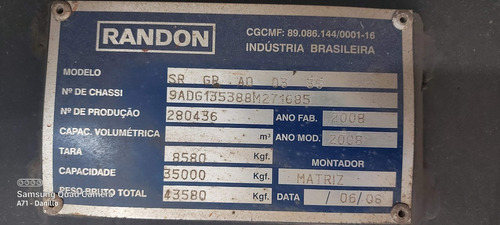 RANDON
CGCMF: 89.086.144/0001-16
INDÚSTRIA BRASILEIRA
MODELO SR GR AO 03 35
Nº DE CHASSI 9ADG135388M271685
Nº DE PRODUÇÃO 280436 ANO FAB. 2008
CAPAC. VOLUMÉTRICA m³ ANO MOD. 2008
TARA 8580 Kgf.
CAPACIDADE 35000 Kgf. MONTADOR MATRIZ
PESO BRUTO TOTAL 43580 Kgf. DATA / 06/08
Samsung Quad Camera
A71 - Danillo